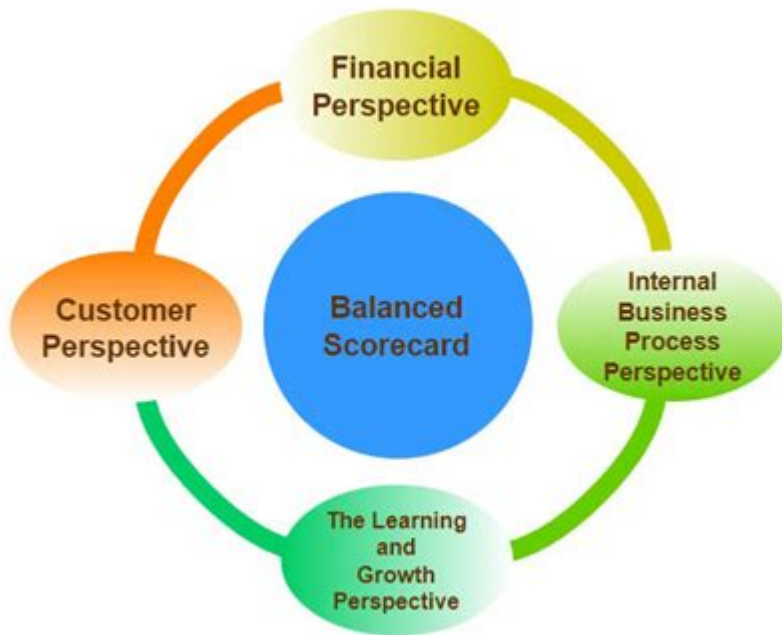 Financial
Perspective
Customer
Perspective
Balanced
Scorecard
Internal
Business
Process
Perspective
The Learning
and
Growth
Perspective